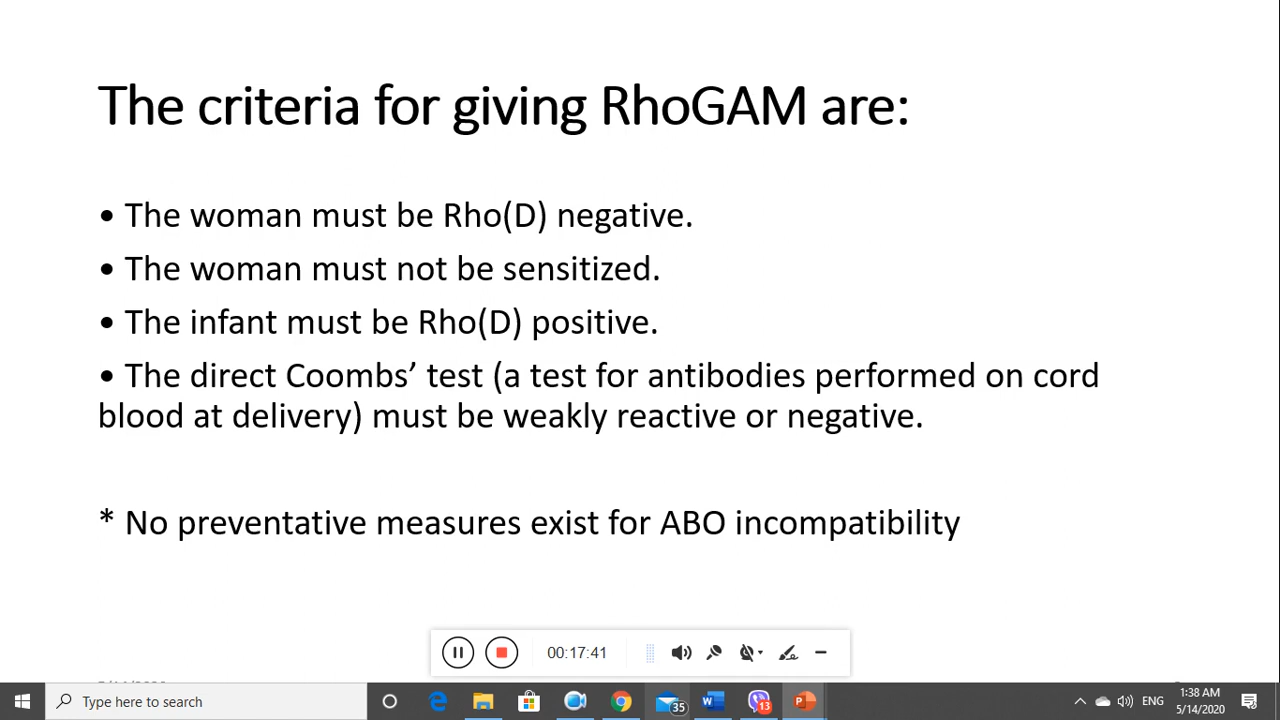 The criteria for giving RhoGAM are:
• The woman must be Rho(D) negative.
• The woman must not be sensitized.
• The infant must be Rho(D) positive.
• The direct Coombs’ test (a test for antibodies performed on cord
blood at delivery) must be weakly reactive or negative.
* No preventative measures exist for ABO incompatibility
00:17:41
Type here to search
35
13
ENG
1:38 AM
5/14/2020